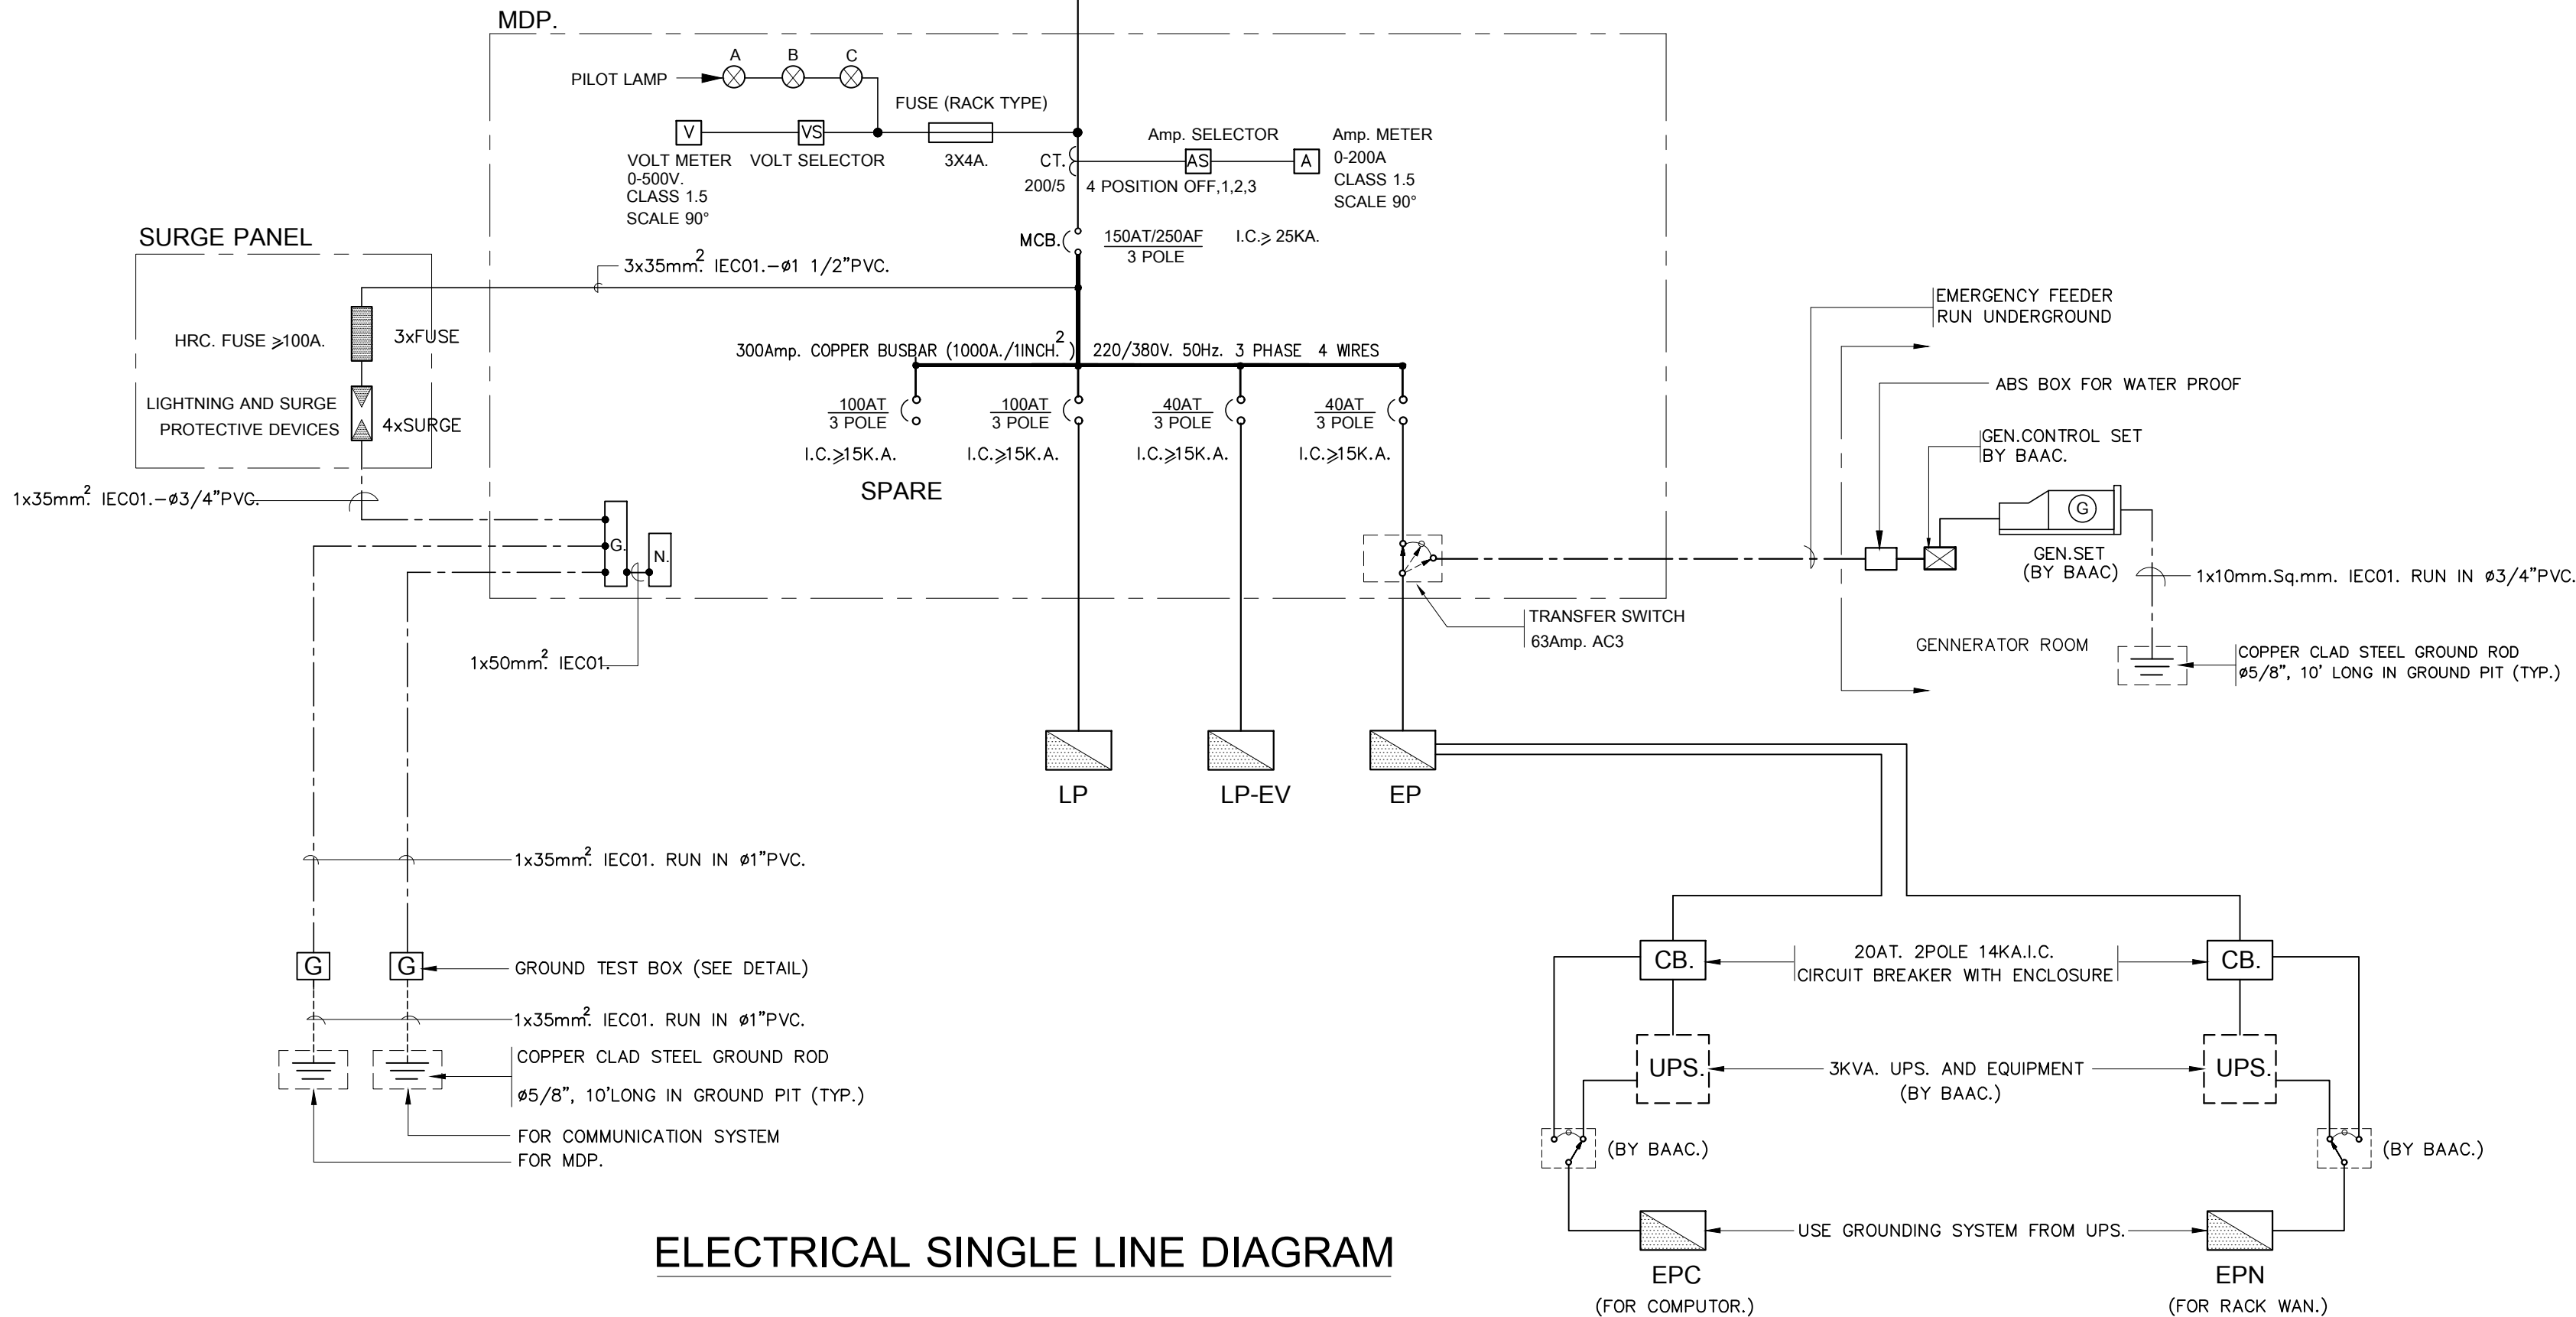 MDP.
A B C
PILOT LAMP
FUSE (RACK TYPE)
V
VS
3X4A.
VOLT METER
0-500V.
CLASS 1.5
SCALE 90°
VOLT SELECTOR
CT.
200/5
Amp. SELECTOR
AS
4 POSITION OFF,1,2,3
A
Amp. METER
0-200A
CLASS 1.5
SCALE 90°
MCB.
150AT/250AF
3 POLE
I.C.⩾ 25KA.
SURGE PANEL
3x35mm.² IEC01.-ø1 1/2"PVC.
HRC. FUSE ⩾100A.
3xFUSE
LIGHTNING AND SURGE
PROTECTIVE DEVICES
4xSURGE
1x35mm.² IEC01.-ø3/4"PVC.
300Amp. COPPER BUSBAR (1000A./1INCH.²) 220/380V. 50Hz. 3 PHASE 4 WIRES
100AT
3 POLE
I.C.⩾15K.A.
SPARE
100AT
3 POLE
I.C.⩾15K.A.
40AT
3 POLE
I.C.⩾15K.A.
40AT
3 POLE
I.C.⩾15K.A.
G.
N.
1x50mm.² IEC01.
EMERGENCY FEEDER
RUN UNDERGROUND
ABS BOX FOR WATER PROOF
GEN.CONTROL SET
BY BAAC.
G
GEN.SET
(BY BAAC)
1x10mm.Sq.mm. IEC01. RUN IN ø3/4"PVC.
TRANSFER SWITCH
63Amp. AC3
GENNERATOR ROOM
COPPER CLAD STEEL GROUND ROD
ø5/8", 10' LONG IN GROUND PIT (TYP.)
LP
LP-EV
EP
1x35mm.² IEC01. RUN IN ø1"PVC.
G
G
GROUND TEST BOX (SEE DETAIL)
1x35mm.² IEC01. RUN IN ø1"PVC.
COPPER CLAD STEEL GROUND ROD
ø5/8", 10'LONG IN GROUND PIT (TYP.)
FOR COMMUNICATION SYSTEM
FOR MDP.
CB.
20AT. 2POLE 14KA.I.C.
CIRCUIT BREAKER WITH ENCLOSURE
CB.
UPS.
3KVA. UPS. AND EQUIPMENT
(BY BAAC.)
UPS.
(BY BAAC.)
(BY BAAC.)
USE GROUNDING SYSTEM FROM UPS.
EPC
(FOR COMPUTOR.)
EPN
(FOR RACK WAN.)
ELECTRICAL SINGLE LINE DIAGRAM